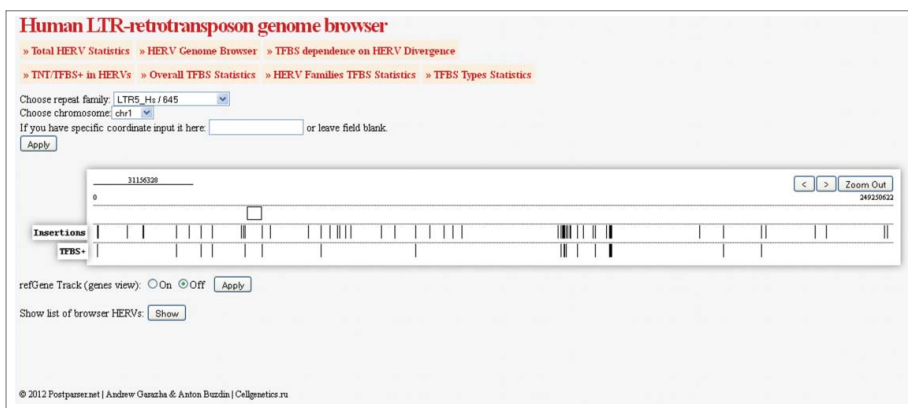 Human LTR-retrotransposon genome browser
» Total HERV Statistics » HERV Genome Browser » TFBS dependence on HERV Divergence
» TNT/TFBS+ in HERVs » Overall TFBS Statistics » HERV Families TFBS Statistics » TFBS Types Statistics
Choose repeat family: LTR5_Hs / 645
Choose chromosome: chr1
If you have specific coordinate input it here: or leave field blank.
Apply
31156328
< > Zoom Out
0 249250622
Insertions
TFBS+
refGene Track (genes view): On Off Apply
Show list of browser HERVs: Show
© 2012 Postparser.net | Andrew Garazha & Anton Buzdin | Cellgenetics.ru